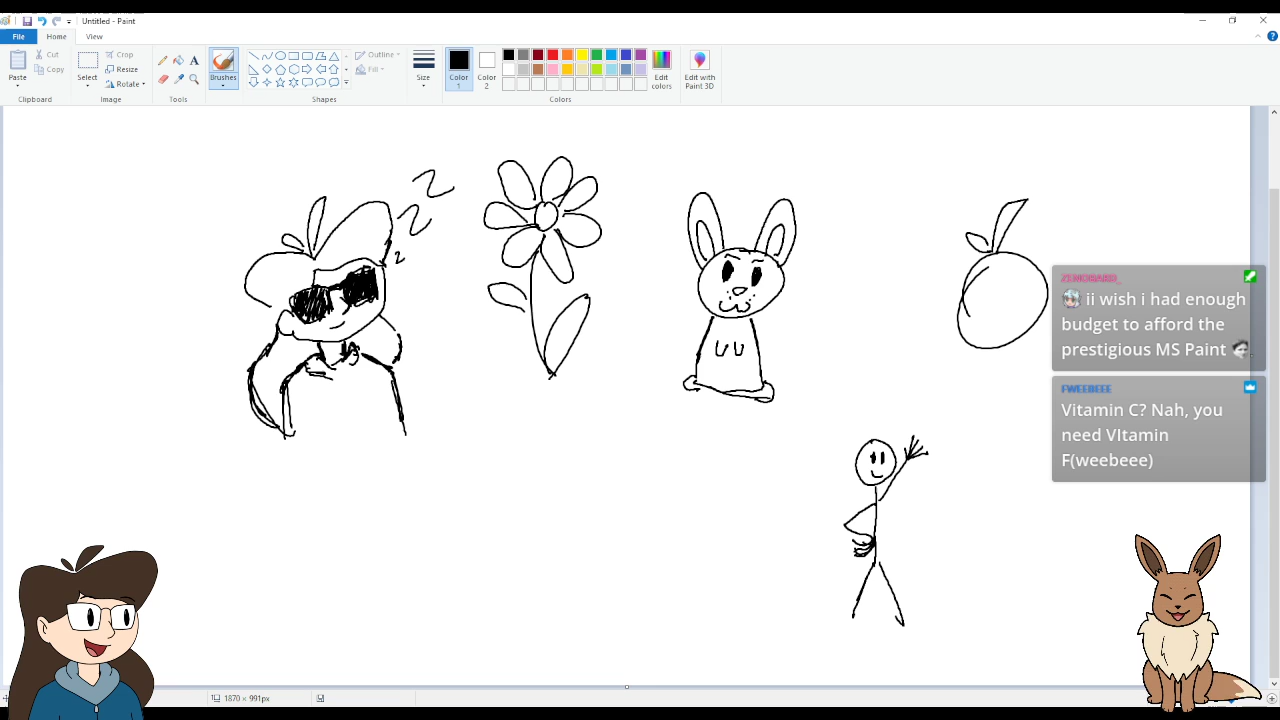 Untitled - Paint
File Home View
Paste
Cut
Copy
Clipboard
Select
Crop
Resize
Rotate
Image
A
Tools
Brushes
Outline
Fill
Shapes
Size
Color 1
Color 2
Edit colors
Colors
Edit with Paint 3D
z
z
z
ZENOBARD_
ii wish i had enough
budget to afford the
prestigious MS Paint
FWEEBEEE
Vitamin C? Nah, you
need VItamin
F(weebeee)
1870 × 991px